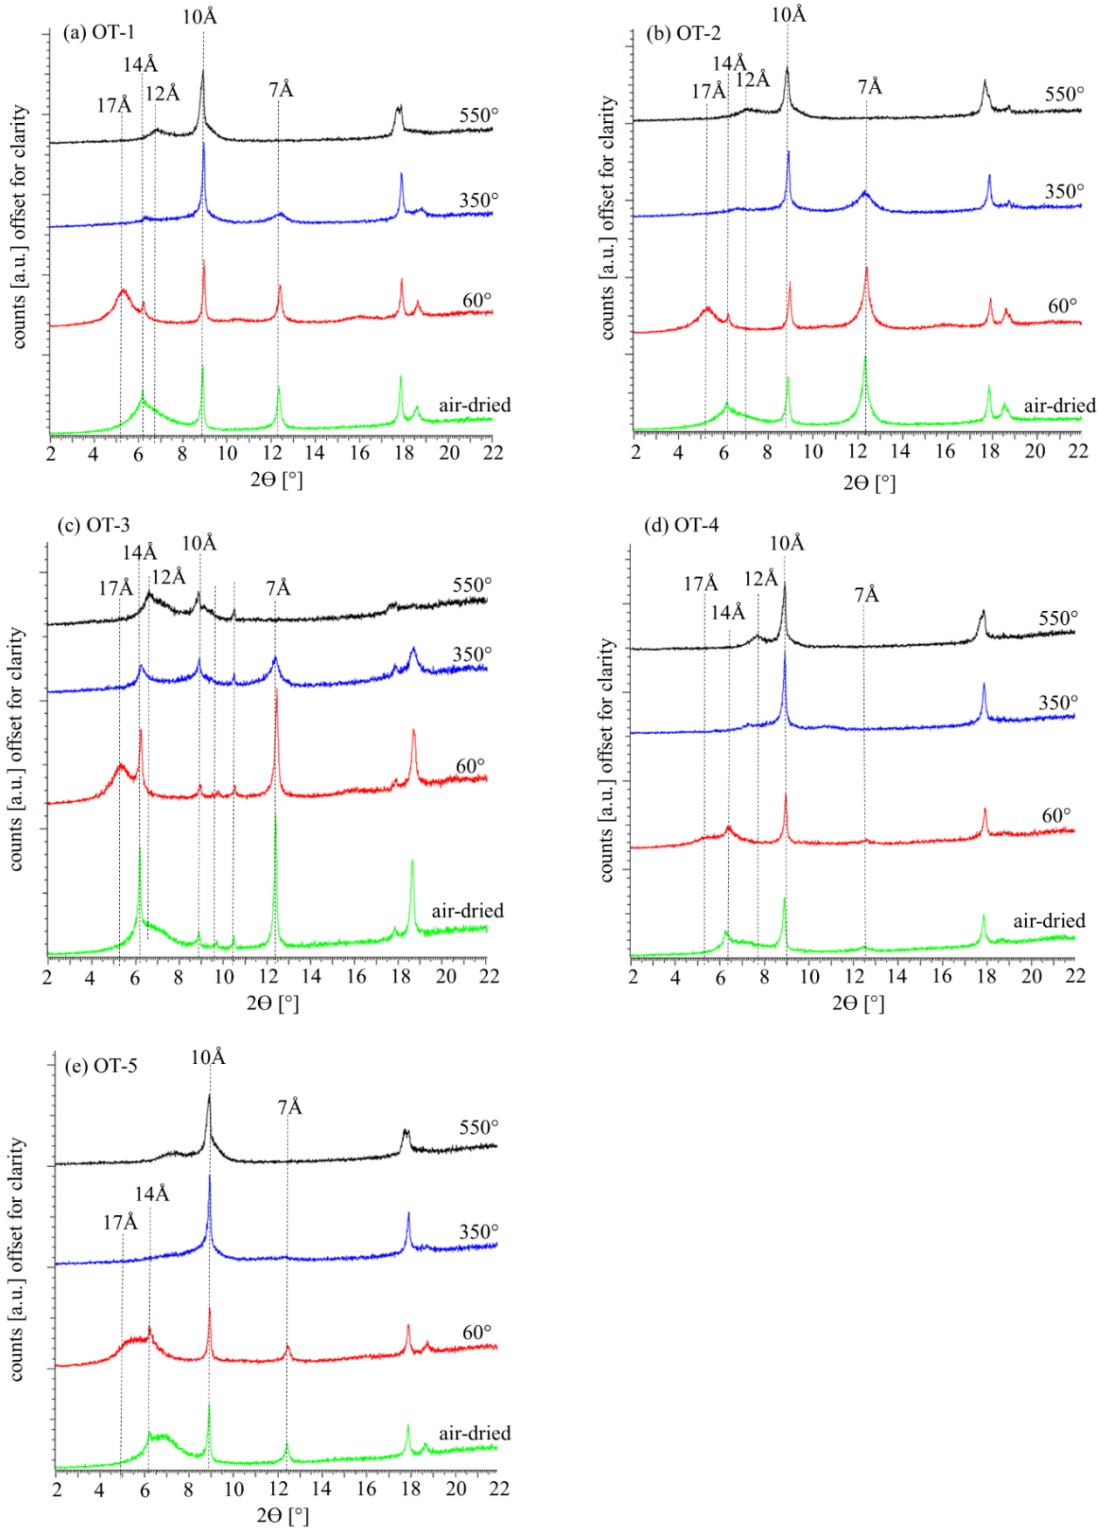 (a) OT-1
10Å
14Å
12Å
17Å
7Å
550°
350°
60°
air-dried
counts [a.u.] offset for clarity
2 4 6 8 10 12 14 16 18 20 22
2Θ [°]
(b) OT-2
10Å
14Å
12Å
17Å
7Å
550°
350°
60°
air-dried
counts [a.u.] offset for clarity
2 4 6 8 10 12 14 16 18 20 22
2Θ [°]
(c) OT-3
10Å
14Å
12Å
17Å
7Å
550°
350°
60°
air-dried
counts [a.u.] offset for clarity
2 4 6 8 10 12 14 16 18 20 22
2Θ [°]
(d) OT-4
10Å
12Å
17Å
14Å
7Å
550°
350°
60°
air-dried
counts [a.u.] offset for clarity
2 4 6 8 10 12 14 16 18 20 22
2Θ [°]
(e) OT-5
10Å
7Å
14Å
17Å
550°
350°
60°
air-dried
counts [a.u.] offset for clarity
2 4 6 8 10 12 14 16 18 20 22
2Θ [°]